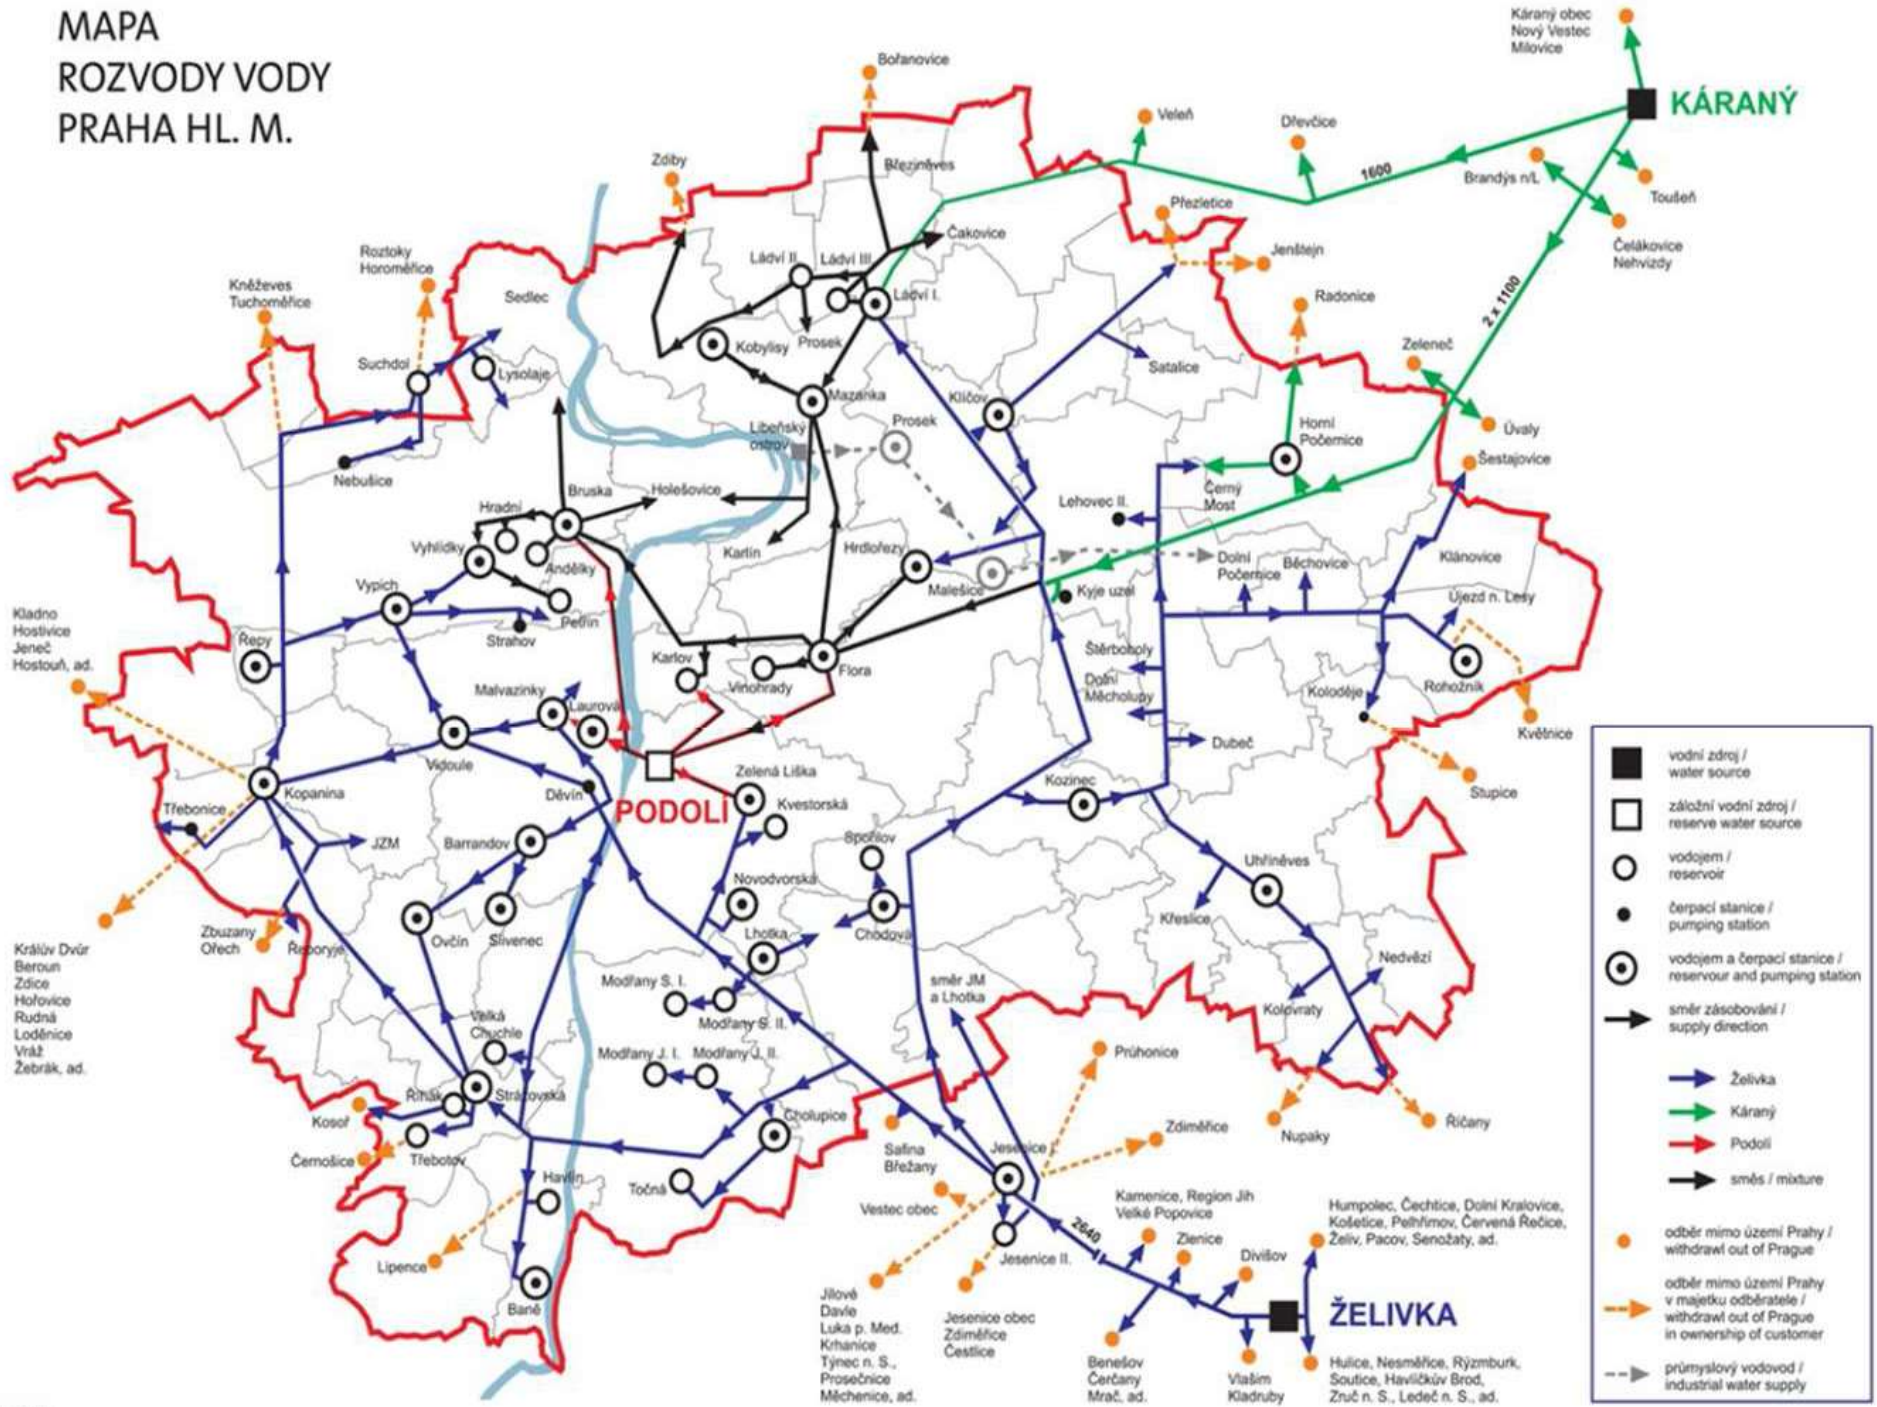 MAPA
ROZVODY VODY
PRAHA HL. M.
Káraný obec
Nový Vestec
Milovice
KÁRANÝ
Bořanovice
Veleň
Dřevčice
1600
Brandýs n/L
Toušeň
Čelákovice
Nehvizdy
2 x 1100
Zdiby
Březiněves
Přezletice
Jenštejn
Čakovice
Roztoky
Horoměřice
Kněževes
Tuchoměřice
Sedlec
Ládví II.
Ládví III.
Ládví I.
Radonice
Zeleneč
Suchdol
Lysolaje
Kobylisy
Prosek
Satalice
Mazanka
Klíčov
Libeňský
ostrov
Prosek
Horní
Počernice
Úvaly
Šestajovice
Nebušice
Bruska
Holešovice
Hradní
Černý
Most
Lehovec II.
Vyhlídky
Andělky
Karlín
Hrdlořezy
Malešice
Dolní
Počernice
Běchovice
Klánovice
Vypich
Petřín
Strahov
Kyje uzel
Újezd n. Lesy
Kladno
Hostivice
Jeneč
Hostouň, ad.
Řepy
Karlov
Vinohrady
Flora
Štěrboholy
Dolní
Měcholupy
Koloděje
Rohožník
Malvazinky
Laurová
Květnice
Dubeč
Vidoule
Zelená Liška
Kozinec
Stupice
Kopanina
Děvín
PODOLÍ
Kvestorská
Třebonice
JZM
Barrandov
Spořilov
Uhříněves
Novodvorská
Křeslice
Zbuzany
Ořech
Řeporyje
Ovčín
Slivenec
Lhotka
Chodová
Nedvězí
Králův Dvůr
Beroun
Zdice
Hořovice
Rudná
Loděnice
Vráž
Žebrák, ad.
Modřany S. I.
Modřany S. II.
směr JM
a Lhotka
Kolovraty
Velká
Chuchle
Modřany J. I.
Modřany J. II.
Průhonice
Řiňák
Strážovská
Kosoř
Cholupice
Safina
Břežany
Jesenice I.
Zdiměřice
Nupaky
Říčany
Černošice
Třebotov
Havlín
Točná
Vestec obec
Kamenice, Region Jih
Velké Popovice
Humpolec, Čechtice, Dolní Kralovice,
Košetice, Pelhřimov, Červená Řečice,
Želiv, Pacov, Senožaty, ad.
2640
Zlenice
Divišov
Lipence
Jesenice II.
Baně
Jílové
Davle
Luka p. Med.
Krhanice
Týnec n. S.,
Prosečnice
Měchenice, ad.
Jesenice obec
Zdiměřice
Čestlice
ŽELIVKA
Benešov
Čerčany
Mrač, ad.
Vlašim
Kladruby
Hulice, Nesměřice, Rýzmburk,
Soutice, Havlíčkův Brod,
Zruč n. S., Ledeč n. S., ad.
vodní zdroj /
water source
záložní vodní zdroj /
reserve water source
vodojem /
reservoir
čerpací stanice /
pumping station
vodojem a čerpací stanice /
reservour and pumping station
směr zásobování /
supply direction
Želivka
Káraný
Podolí
směs / mixture
odběr mimo území Prahy /
withdrawl out of Prague
odběr mimo území Prahy
v majetku odběratele /
withdrawl out of Prague
in ownership of customer
průmyslový vodovod /
industrial water supply